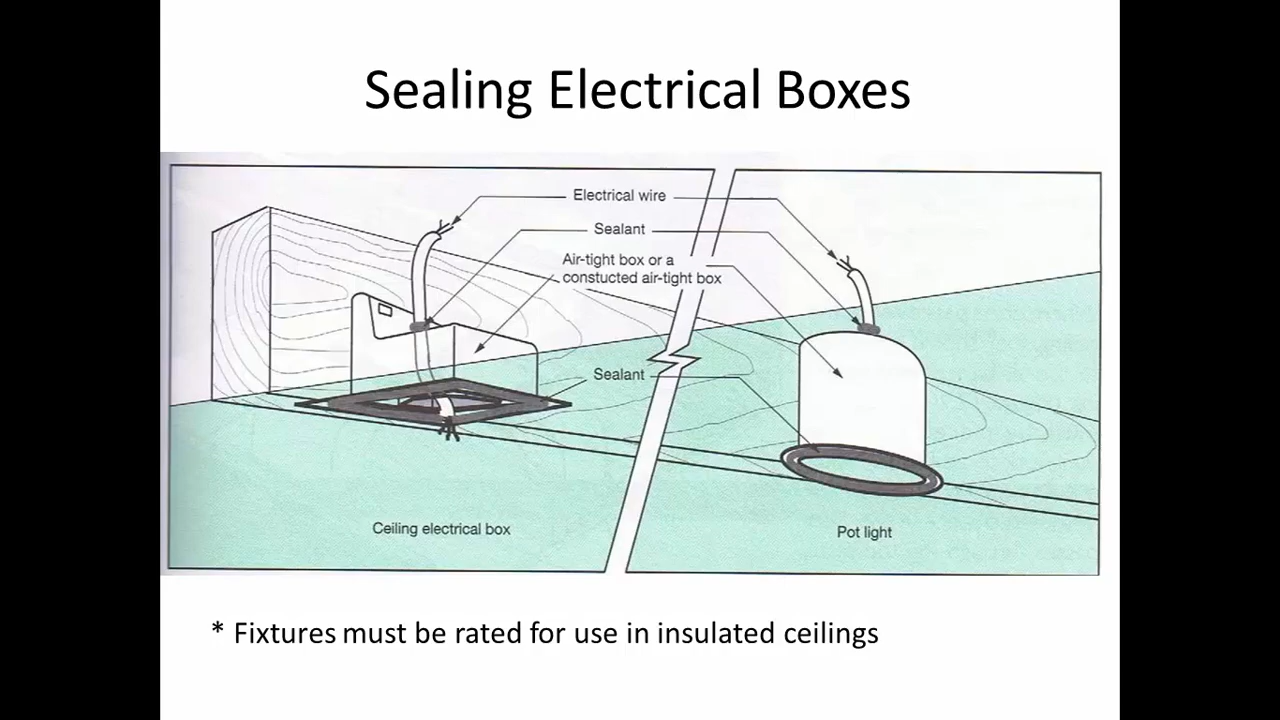 Sealing Electrical Boxes
Electrical wire
Sealant
Air-tight box or a
constucted air-tight box
Sealant
Ceiling electrical box
Pot light
* Fixtures must be rated for use in insulated ceilings